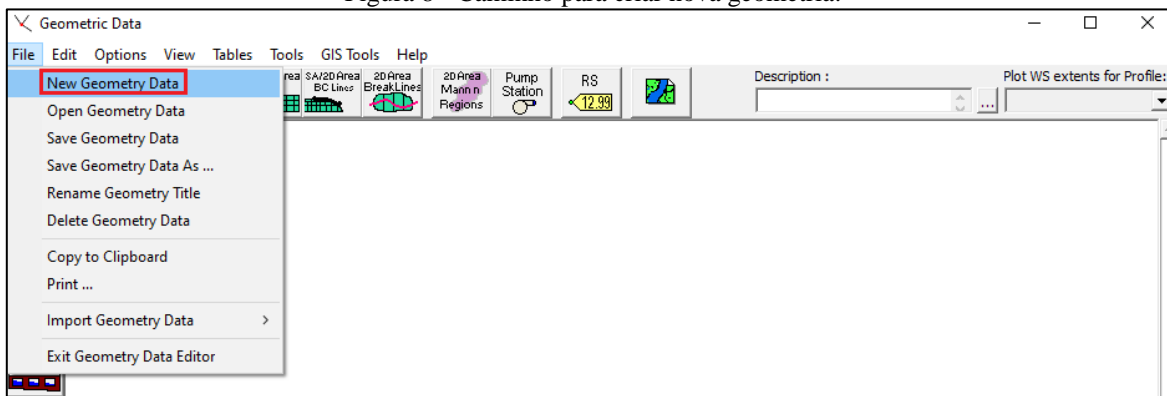 Geometric Data
File Edit Options View Tables Tools GIS Tools Help
New Geometry Data
Open Geometry Data
Save Geometry Data
Save Geometry Data As ...
Rename Geometry Title
Delete Geometry Data
Copy to Clipboard
Print ...
Import Geometry Data >
Exit Geometry Data Editor
SA/2D Area
BC Lines
2D Area
BreakLines
2D Area
Mann n
Regions
Pump
Station
RS
12.99
Description :
...
Plot WS extents for Profile: